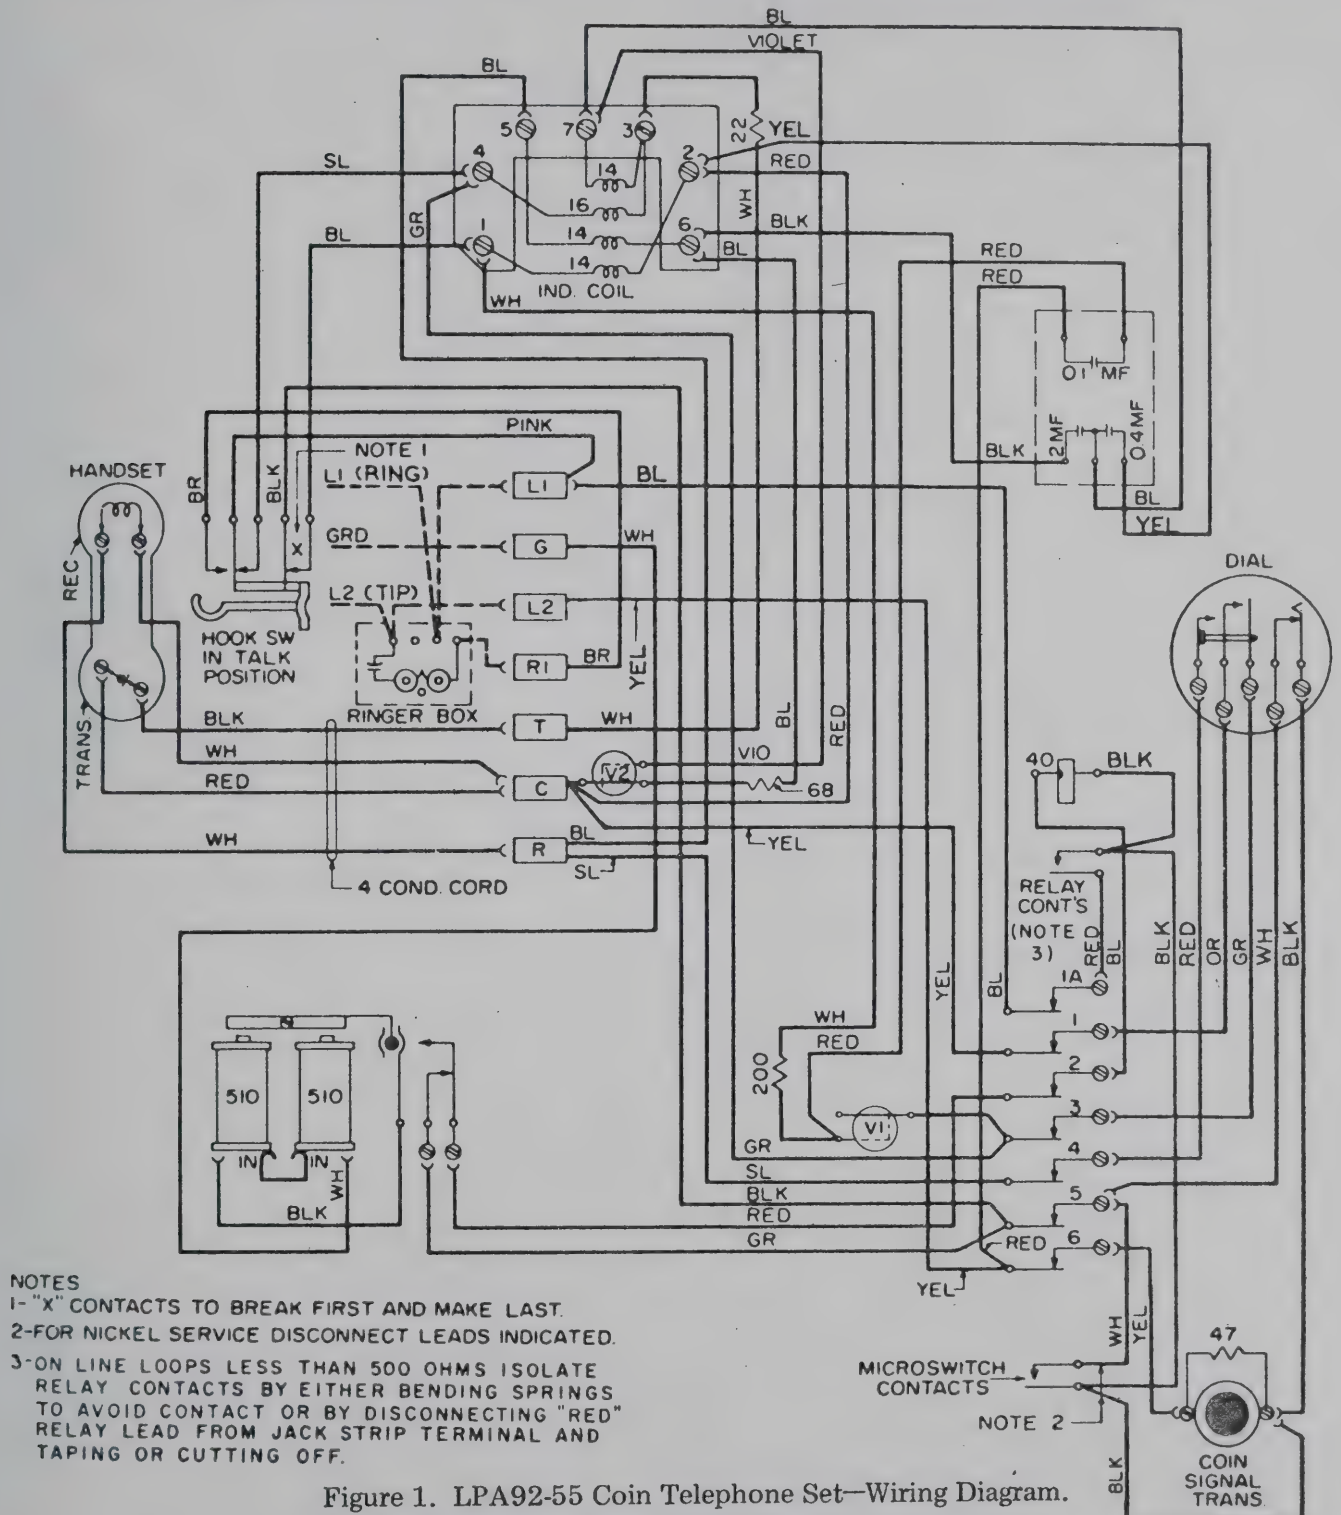 BL
VIOLET
BL
5
7
3
22
YEL
SL
4
2
RED
14
16
WH
GR
BL
1
14
6
BLK
BL
14
RED
RED
WH
IND. COIL
0.1 MF
2 MF
0.4 MF
BLK
BL
YEL
PINK
NOTE 1
HANDSET
L1 (RING)
BR
BLK
L1
BL
X
GRD
G
WH
REC
L2 (TIP)
L2
DIAL
HOOK SW
IN TALK
POSITION
YEL
R1
BR
RINGER BOX
TRANS.
BLK
T
WH
BL
RED
VIO
WH
V2
40
BLK
RED
C
68
YEL
WH
BL
R
SL
4 COND. CORD
RELAY
CONT'S
(NOTE
3)
RED
BL
BLK
RED
OR
GR
WH
BLK
YEL
BL
1A
WH
RED
1
200
2
510
510
3
V1
IN
IN
WH
GR
4
SL
5
BLK
BLK
RED
GR
RED
6
YEL
NOTES
1-"X" CONTACTS TO BREAK FIRST AND MAKE LAST.
2-FOR NICKEL SERVICE DISCONNECT LEADS INDICATED.
3-ON LINE LOOPS LESS THAN 500 OHMS ISOLATE
RELAY CONTACTS BY EITHER BENDING SPRINGS
TO AVOID CONTACT OR BY DISCONNECTING "RED"
RELAY LEAD FROM JACK STRIP TERMINAL AND
TAPING OR CUTTING OFF.
WH
YEL
47
MICROSWITCH
CONTACTS
NOTE 2
BLK
COIN
SIGNAL
TRANS.
Figure 1. LPA92-55 Coin Telephone Set—Wiring Diagram.